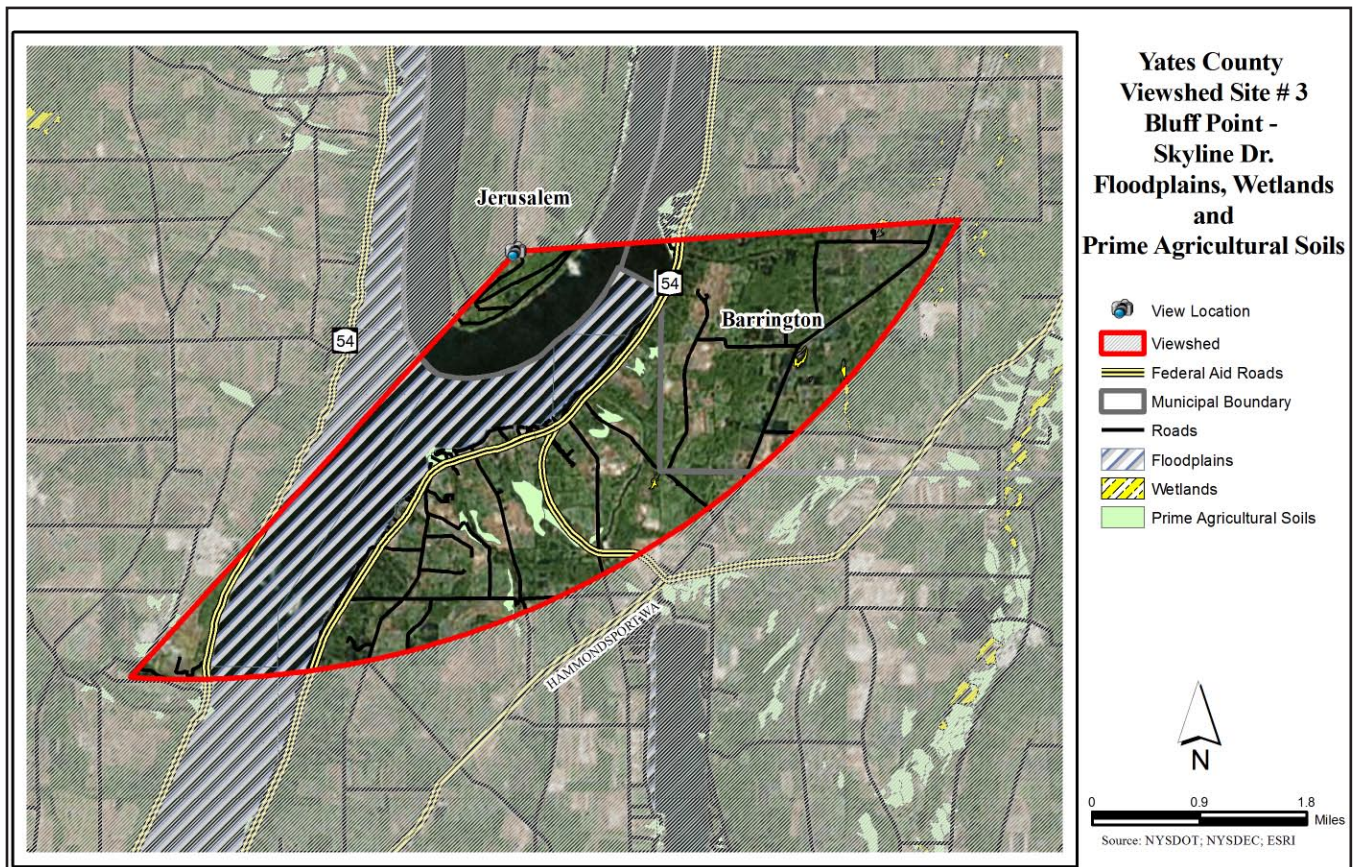 Yates County
Viewshed Site # 3
Bluff Point -
Skyline Dr.
Floodplains, Wetlands
and
Prime Agricultural Soils
View Location
Viewshed
Federal Aid Roads
Municipal Boundary
Roads
Floodplains
Wetlands
Prime Agricultural Soils
N
0 0.9 1.8
Miles
Source: NYSDOT; NYSDEC; ESRI
Jerusalem
54
Barrington
54
HAMMONDSPORT-WA